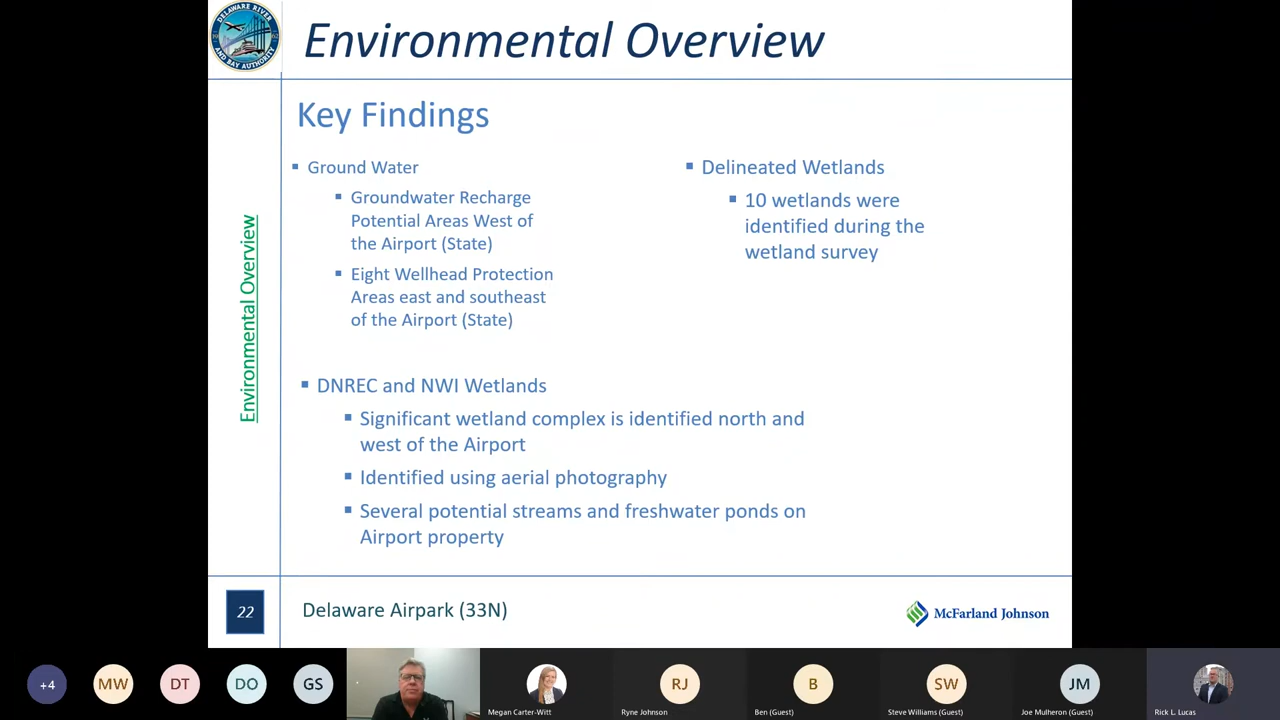 DELAWARE RIVER
AND BAY AUTHORITY
Environmental Overview
Key Findings
Environmental Overview
Ground Water
Groundwater Recharge
Potential Areas West of
the Airport (State)
Eight Wellhead Protection
Areas east and southeast
of the Airport (State)
Delineated Wetlands
10 wetlands were
identified during the
wetland survey
DNREC and NWI Wetlands
Significant wetland complex is identified north and
west of the Airport
Identified using aerial photography
Several potential streams and freshwater ponds on
Airport property
22
Delaware Airpark (33N)
McFarland Johnson
+4
MW
DT
DO
GS
RJ
B
SW
JM
Megan Carter-Witt
Ryne Johnson
Ben (Guest)
Steve Williams (Guest)
Joe Mulheron (Guest)
Rick L. Lucas